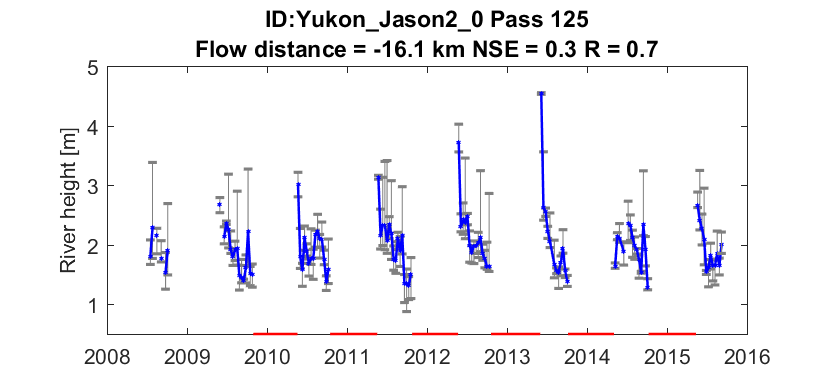 ID:Yukon_Jason2_0 Pass 125
Flow distance = -16.1 km NSE = 0.3 R = 0.7
River height [m]
5
4
3
2
1
2008 2009 2010 2011 2012 2013 2014 2015 2016